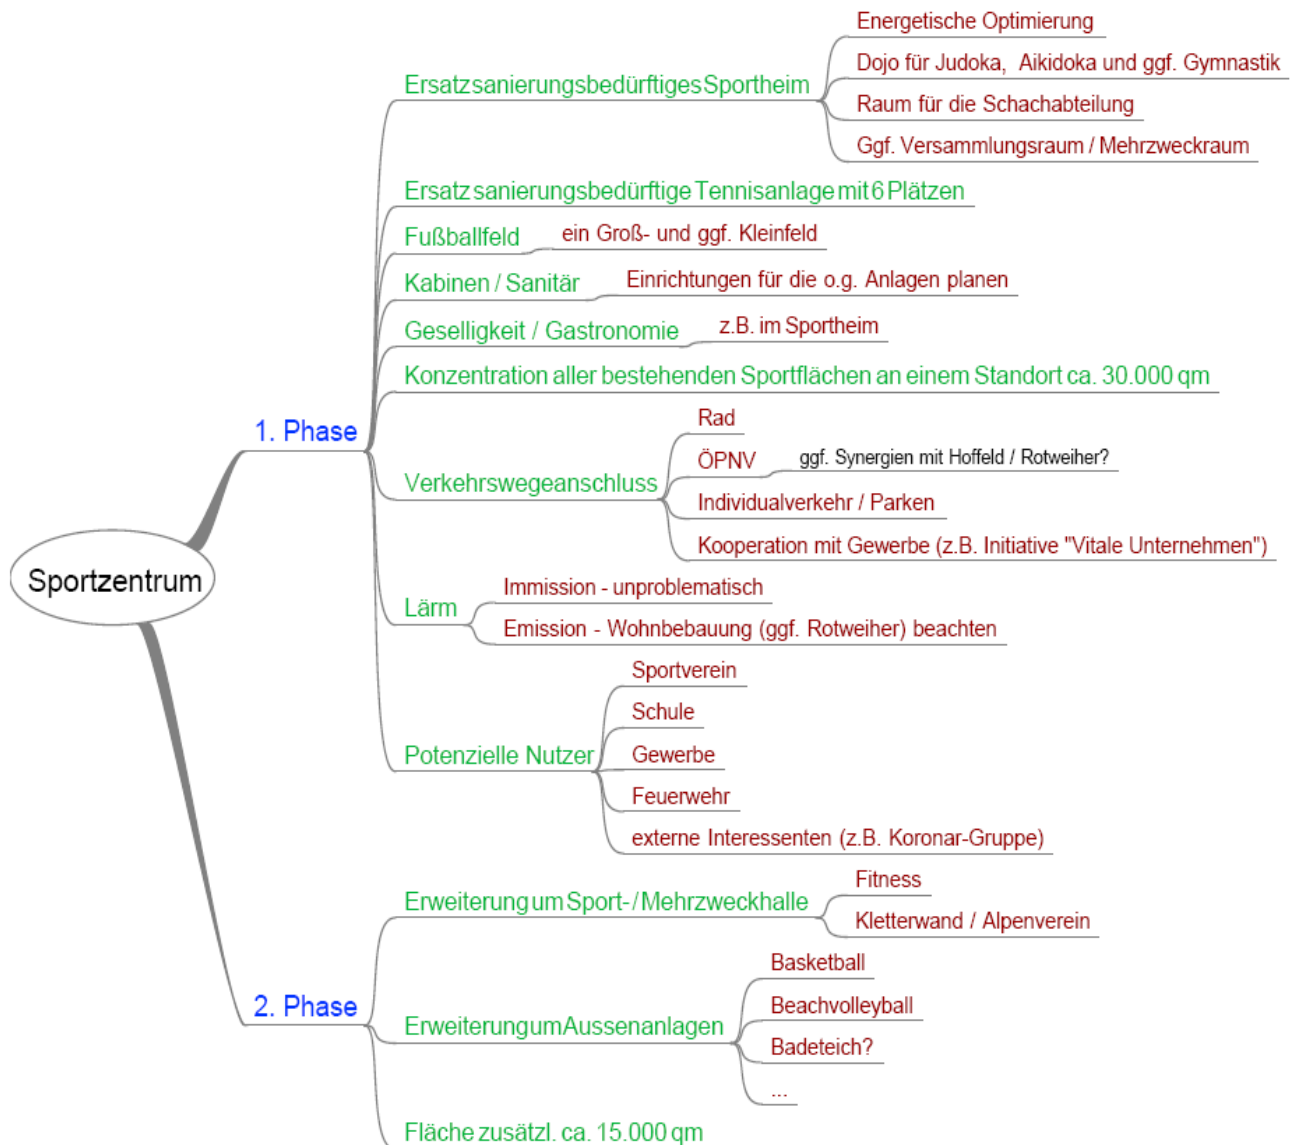 Sportzentrum
1. Phase
Ersatz sanierungsbedürftiges Sportheim
Energetische Optimierung
Dojo für Judoka, Aikidoka und ggf. Gymnastik
Raum für die Schachabteilung
Ggf. Versammlungsraum / Mehrzweckraum
Ersatz sanierungsbedürftige Tennisanlage mit 6 Plätzen
Fußballfeld
ein Groß- und ggf. Kleinfeld
Kabinen / Sanitär
Einrichtungen für die o.g. Anlagen planen
Geselligkeit / Gastronomie
z.B. im Sportheim
Konzentration aller bestehenden Sportflächen an einem Standort ca. 30.000 qm
Verkehrswegeanschluss
Rad
ÖPNV
ggf. Synergien mit Hoffeld / Rotweiher?
Individualverkehr / Parken
Kooperation mit Gewerbe (z.B. Initiative "Vitale Unternehmen")
Lärm
Immission - unproblematisch
Emission - Wohnbebauung (ggf. Rotweiher) beachten
Potenzielle Nutzer
Sportverein
Schule
Gewerbe
Feuerwehr
externe Interessenten (z.B. Koronar-Gruppe)
2. Phase
Erweiterung um Sport- / Mehrzweckhalle
Fitness
Kletterwand / Alpenverein
Erweiterung um Aussenanlagen
Basketball
Beachvolleyball
Badeteich?
...
Fläche zusätzl. ca. 15.000 qm